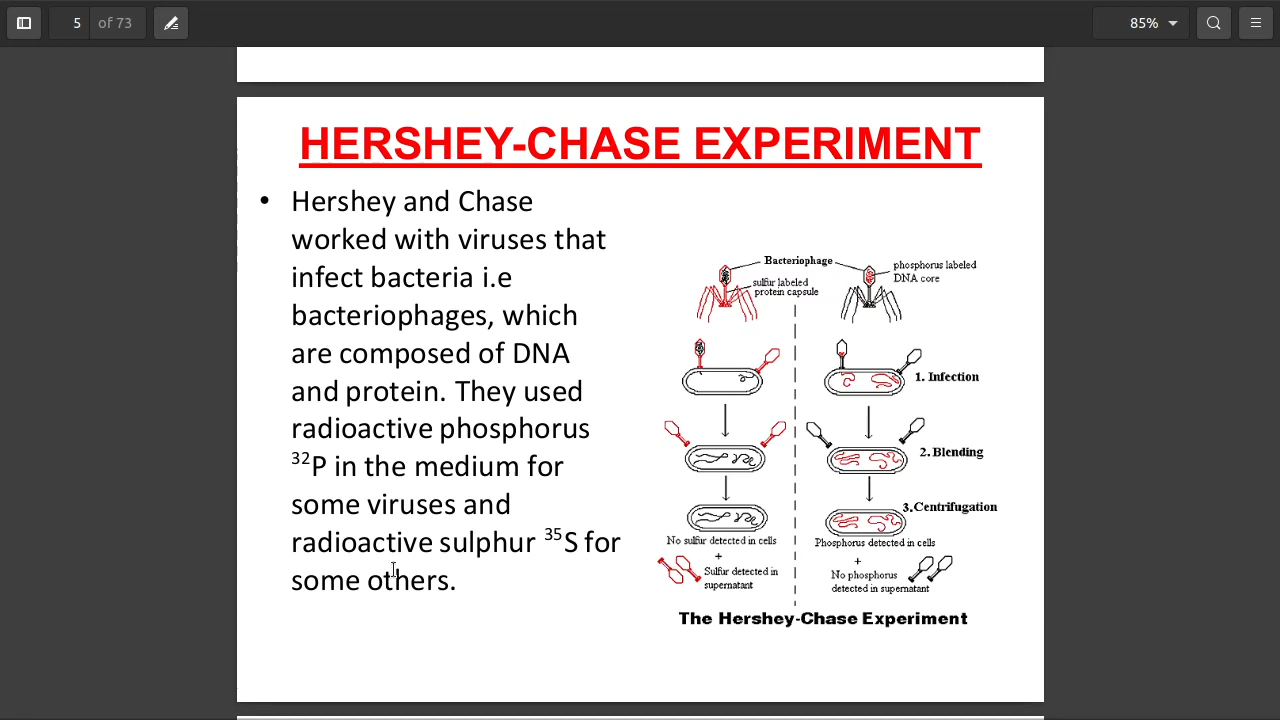 5 of 73
85%
HERSHEY-CHASE EXPERIMENT
• Hershey and Chase
worked with viruses that
infect bacteria i.e
bacteriophages, which
are composed of DNA
and protein. They used
radioactive phosphorus
³²P in the medium for
some viruses and
radioactive sulphur ³⁵S for
some others.
Bacteriophage
phosphorus labeled
DNA core
sulfur labeled
protein capsule
1. Infection
2. Blending
3. Centrifugation
No sulfur detected in cells
+
Sulfur detected in
supernatant
Phosphorus detected in cells
+
No phosphorus
detected in supernatant
The Hershey-Chase Experiment